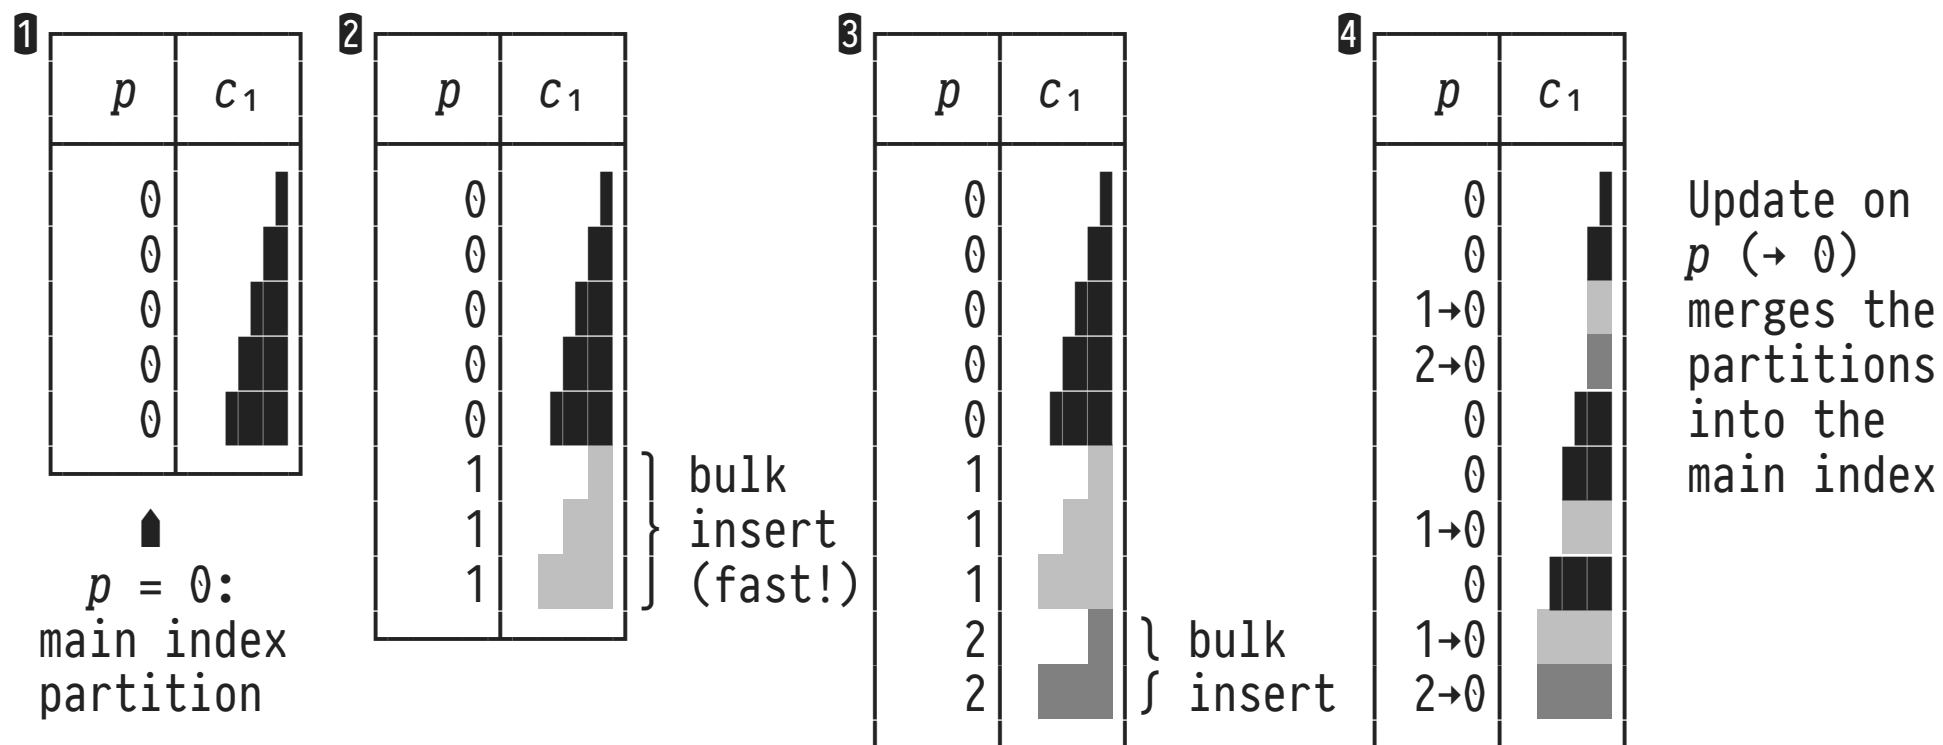 1
p c₁
0
0
0
0
0
p = 0:
main index
partition
2
p c₁
0
0
0
0
0
1
1
1
bulk
insert
(fast!)
3
p c₁
0
0
0
0
0
1
1
1
2
2
bulk
insert
4
p c₁
0
0
1→0
2→0
0
0
1→0
0
1→0
2→0
Update on
p (→ 0)
merges the
partitions
into the
main index